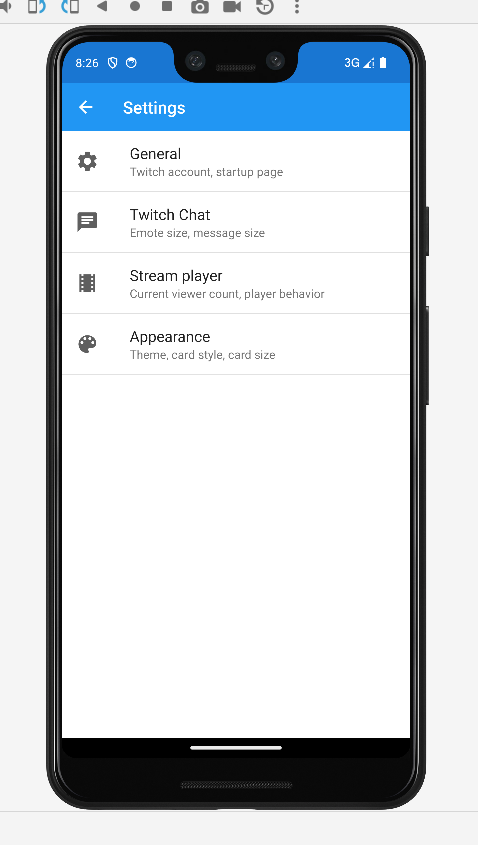 8:26
3G
Settings
General
Twitch account, startup page
Twitch Chat
Emote size, message size
Stream player
Current viewer count, player behavior
Appearance
Theme, card style, card size